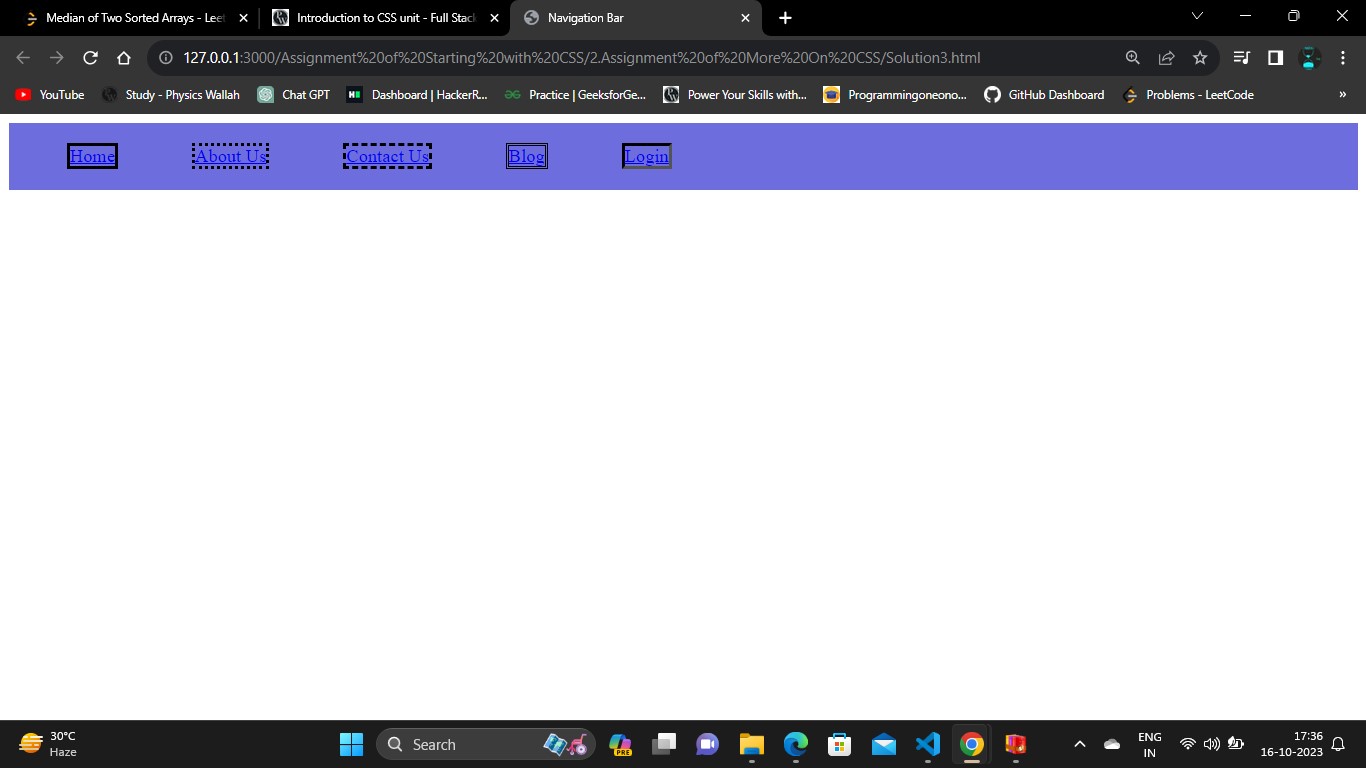 Median of Two Sorted Arrays - Leet
Introduction to CSS unit - Full Stack
Navigation Bar
127.0.0.1:3000/Assignment%20of%20Starting%20with%20CSS/2.Assignment%20of%20More%20On%20CSS/Solution3.html
YouTube
Study - Physics Wallah
Chat GPT
Dashboard | HackerR...
Practice | GeeksforGe...
Power Your Skills with...
Programmingoneono...
GitHub Dashboard
Problems - LeetCode
»
Home
About Us
Contact Us
Blog
Login
30°C
Haze
Search
PRE
ENG
IN
17:36
16-10-2023